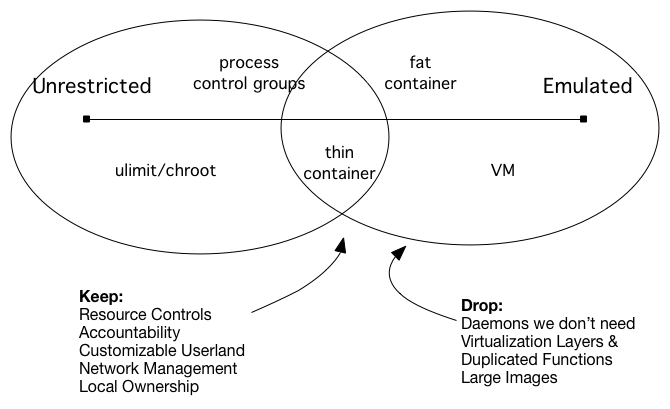 process
control groups
fat
container
Unrestricted
Emulated
thin
container
ulimit/chroot
VM
Keep:
Resource Controls
Accountability
Customizable Userland
Network Management
Local Ownership
Drop:
Daemons we don't need
Virtualization Layers &
Duplicated Functions
Large Images